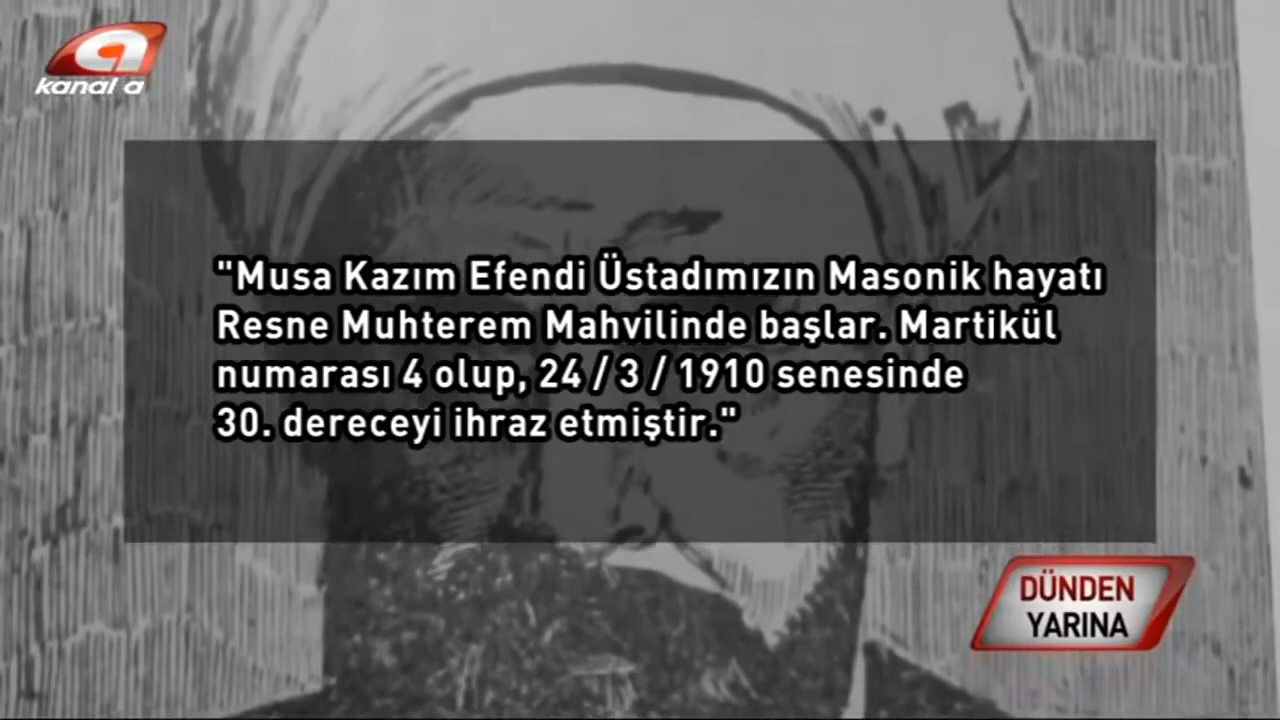 kanal a
"Musa Kazım Efendi Üstadımızın Masonik hayatı
Resne Muhterem Mahvilinde başlar. Martikül
numarası 4 olup, 24 / 3 / 1910 senesinde
30. dereceyi ihraz etmiştir."
DÜNDEN
YARINA